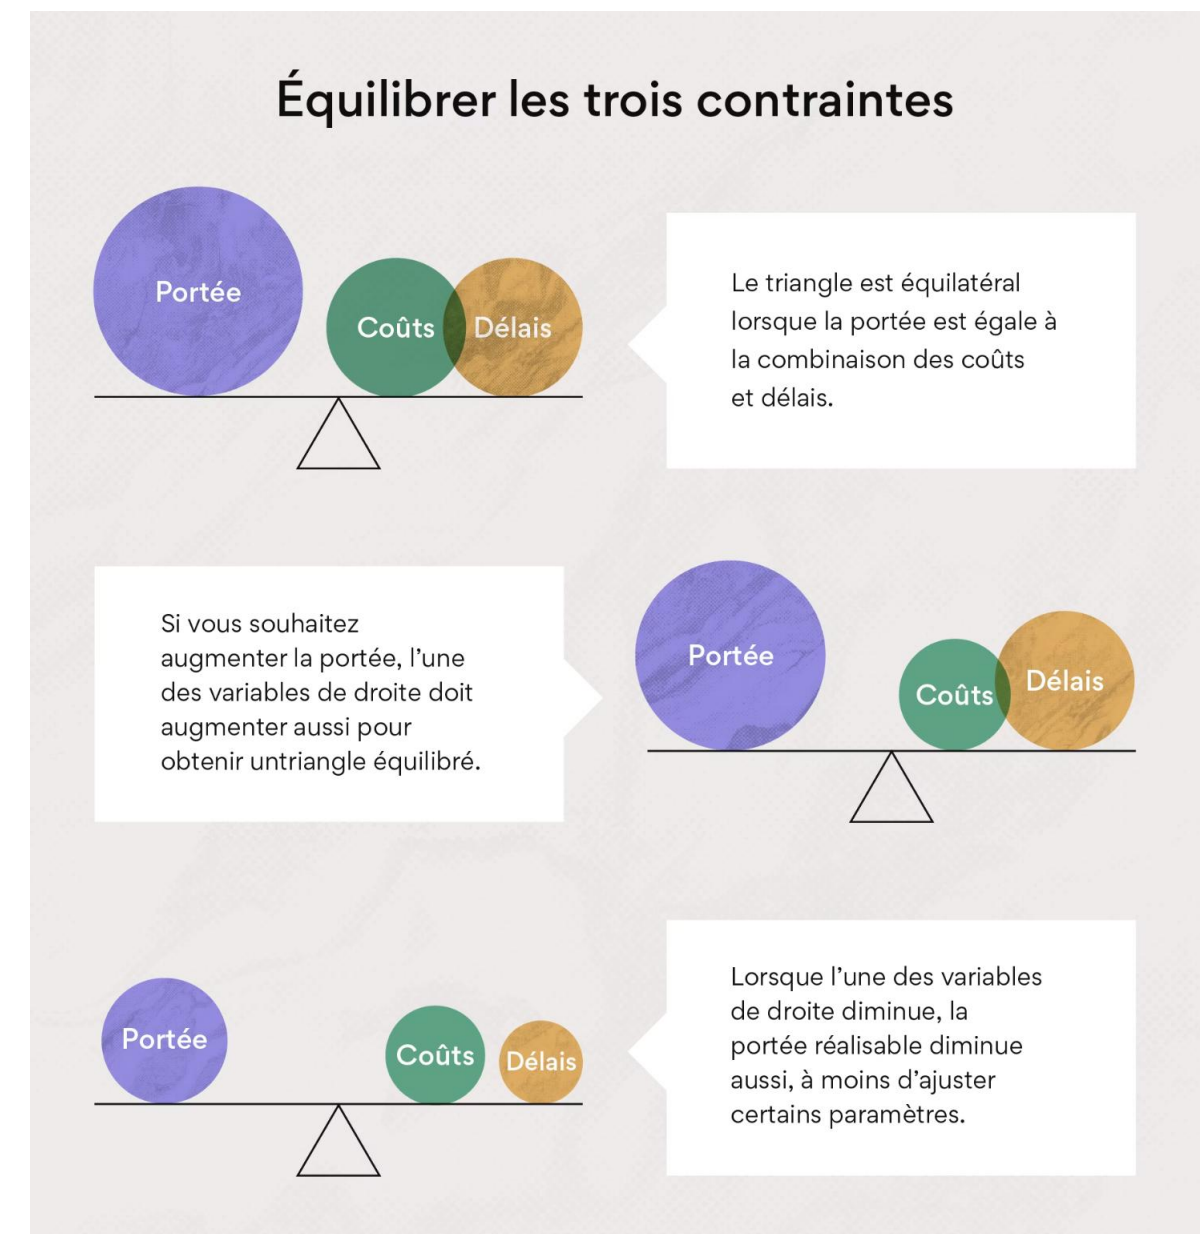 Équilibrer les trois contraintes
Portée
Coûts
Délais
Le triangle est équilatéral
lorsque la portée est égale à
la combinaison des coûts
et délais.
Si vous souhaitez
augmenter la portée, l’une
des variables de droite doit
augmenter aussi pour
obtenir untriangle équilibré.
Portée
Coûts
Délais
Portée
Coûts
Délais
Lorsque l’une des variables
de droite diminue, la
portée réalisable diminue
aussi, à moins d’ajuster
certains paramètres.